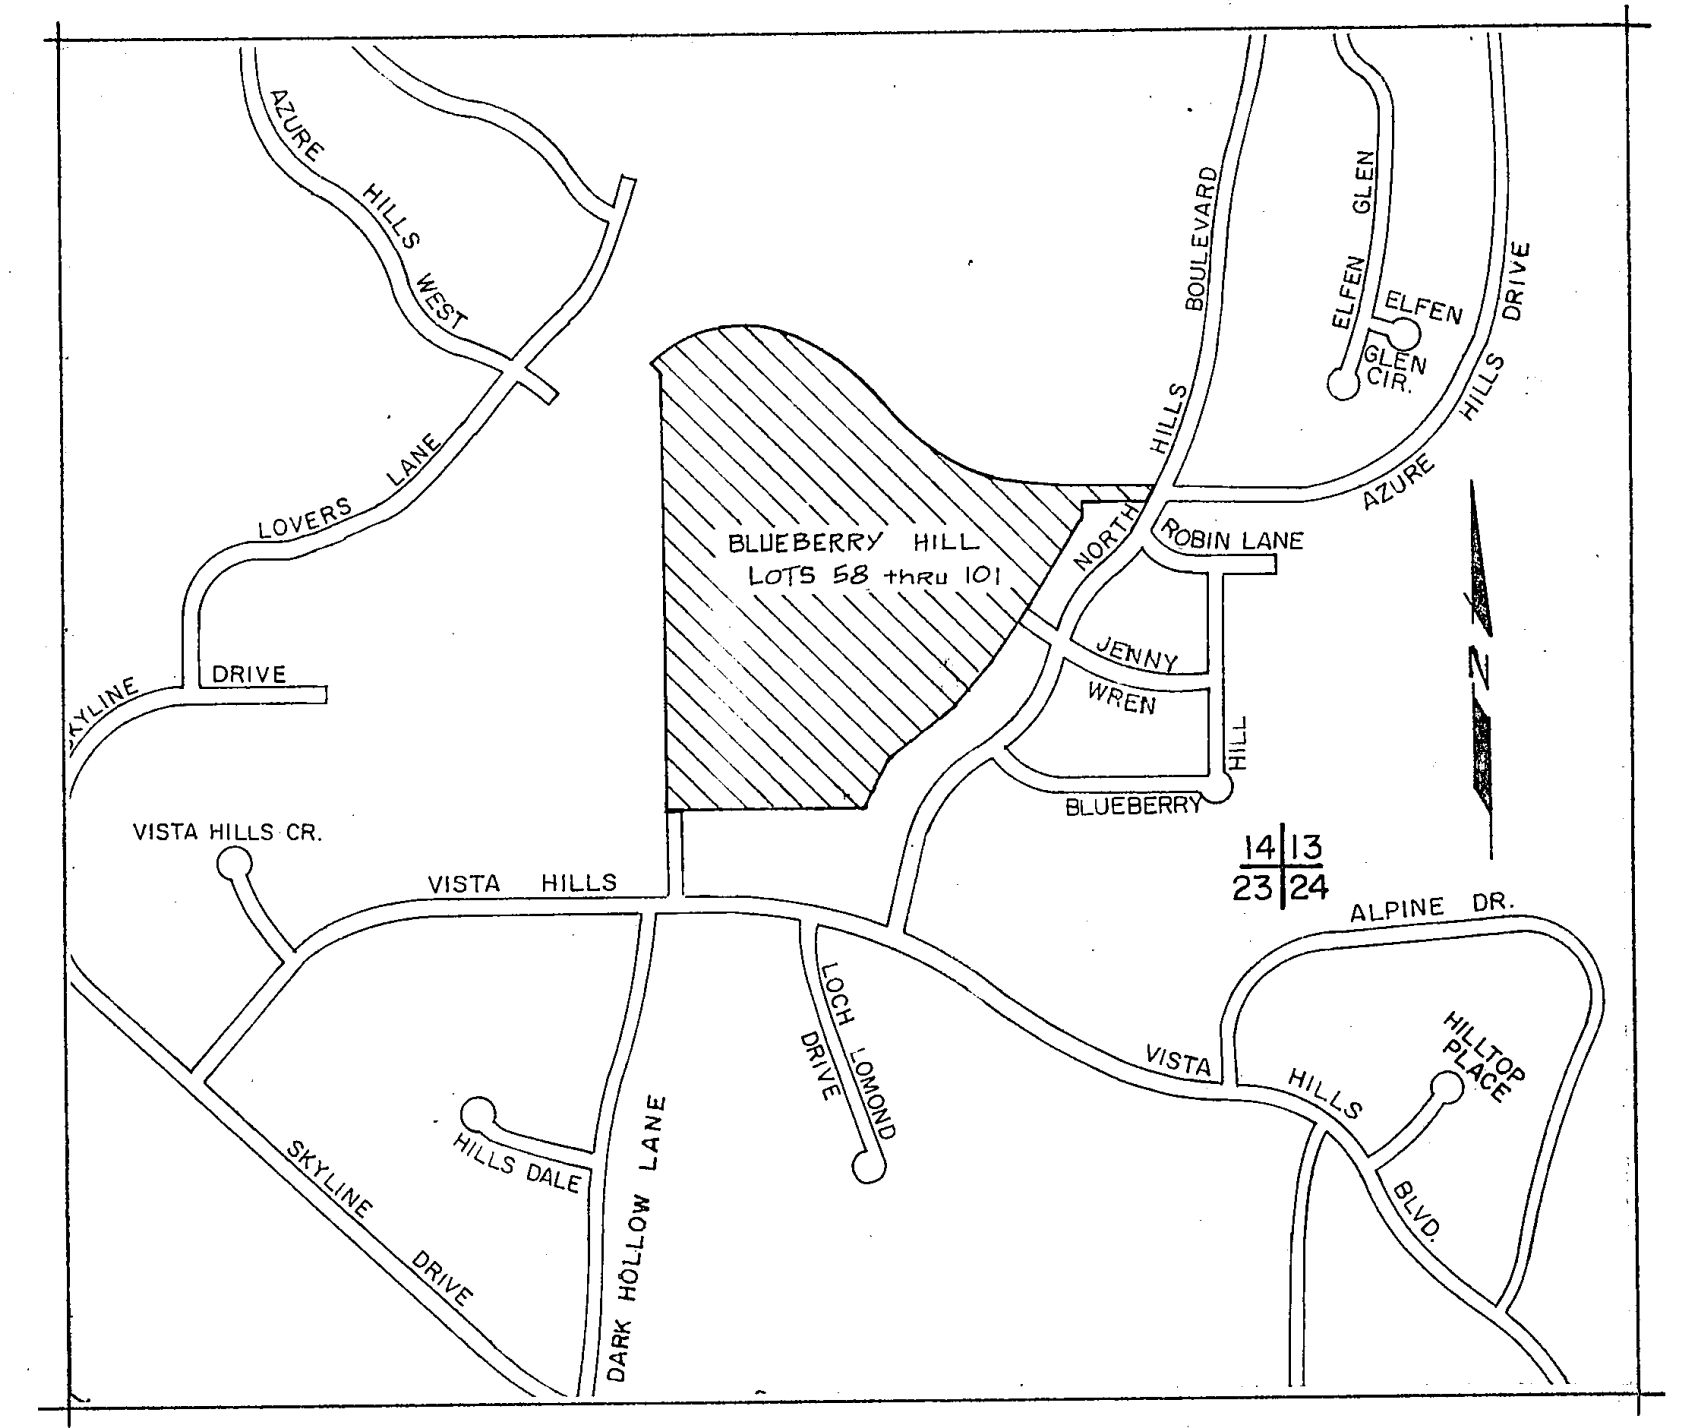 AZURE HILLS WEST
NORTH HILLS BOULEVARD
ELFEN GLEN
ELFEN
GLEN
CIR.
AZURE HILLS DRIVE
LOVERS LANE
ROBIN LANE
BLUEBERRY HILL
LOTS 58 thru 101
JENNY
WREN
N
SKYLINE DRIVE
BLUEBERRY HILL
VISTA HILLS CR.
14 13
23 24
VISTA HILLS
ALPINE DR.
LOCH LOMOND
DRIVE
HILLTOP
PLACE
VISTA HILLS BLVD.
HILLS DALE
DARK HOLLOW LANE
SKYLINE DRIVE